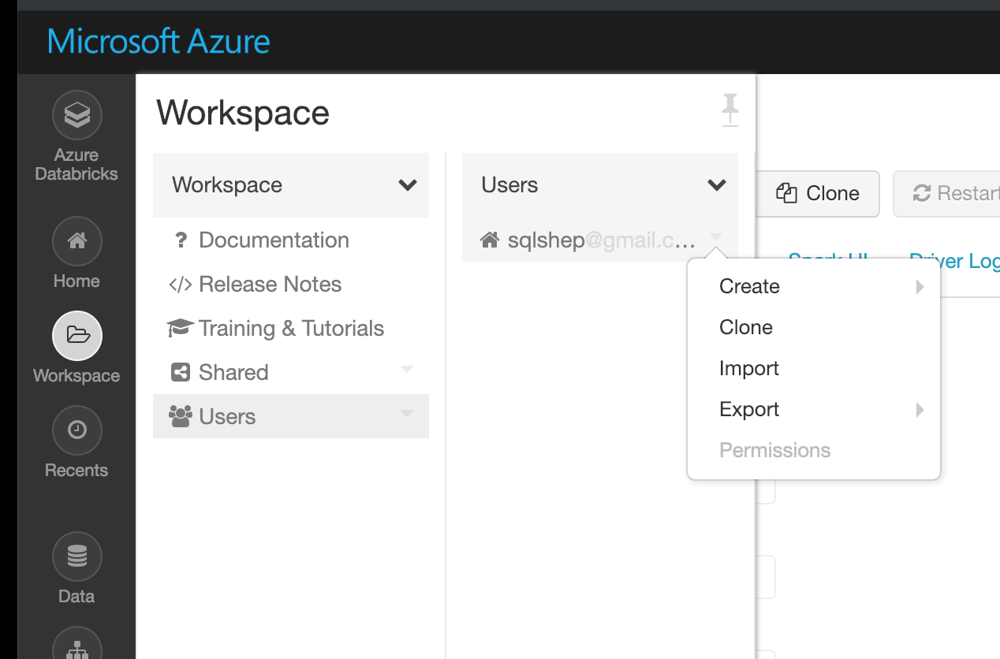 Microsoft Azure
Azure
Databricks
Home
Workspace
Recents
Data
Workspace
Workspace
? Documentation
</> Release Notes
Training & Tutorials
Shared
Users
Users
sqlshep@gmail.c...
Create
Clone
Import
Export
Permissions
Clone
Restart
Spark UI
Driver Log